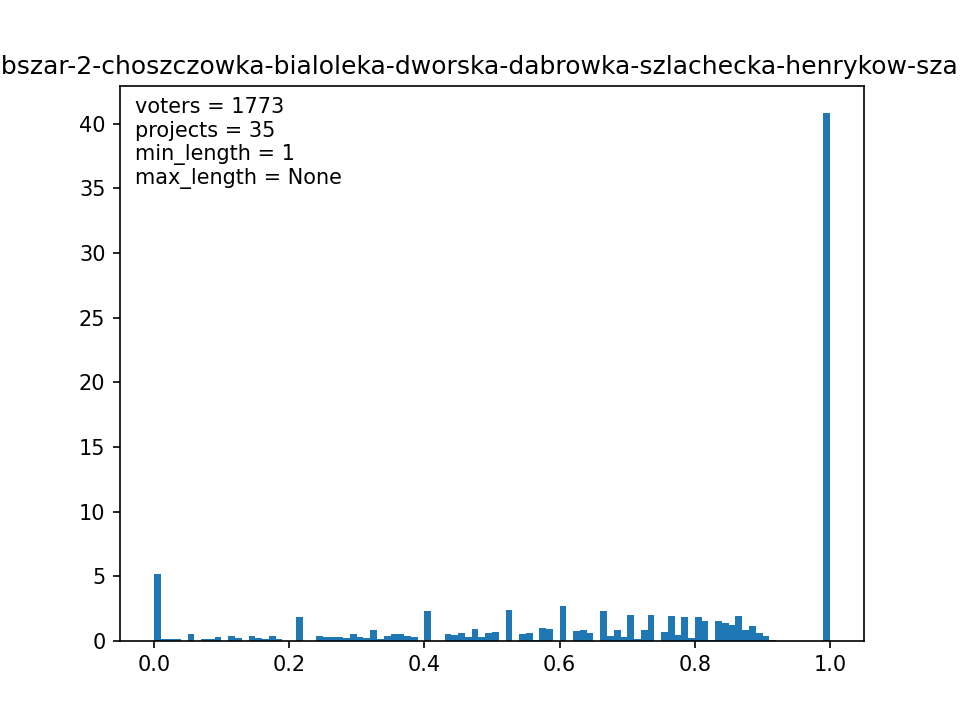 bszar-2-choszczowka-bialoleka-dworska-dabrowka-szlachecka-henrykow-sza
voters = 1773
projects = 35
min_length = 1
max_length = None
40
35
30
25
20
15
10
5
0
0.0 0.2 0.4 0.6 0.8 1.0